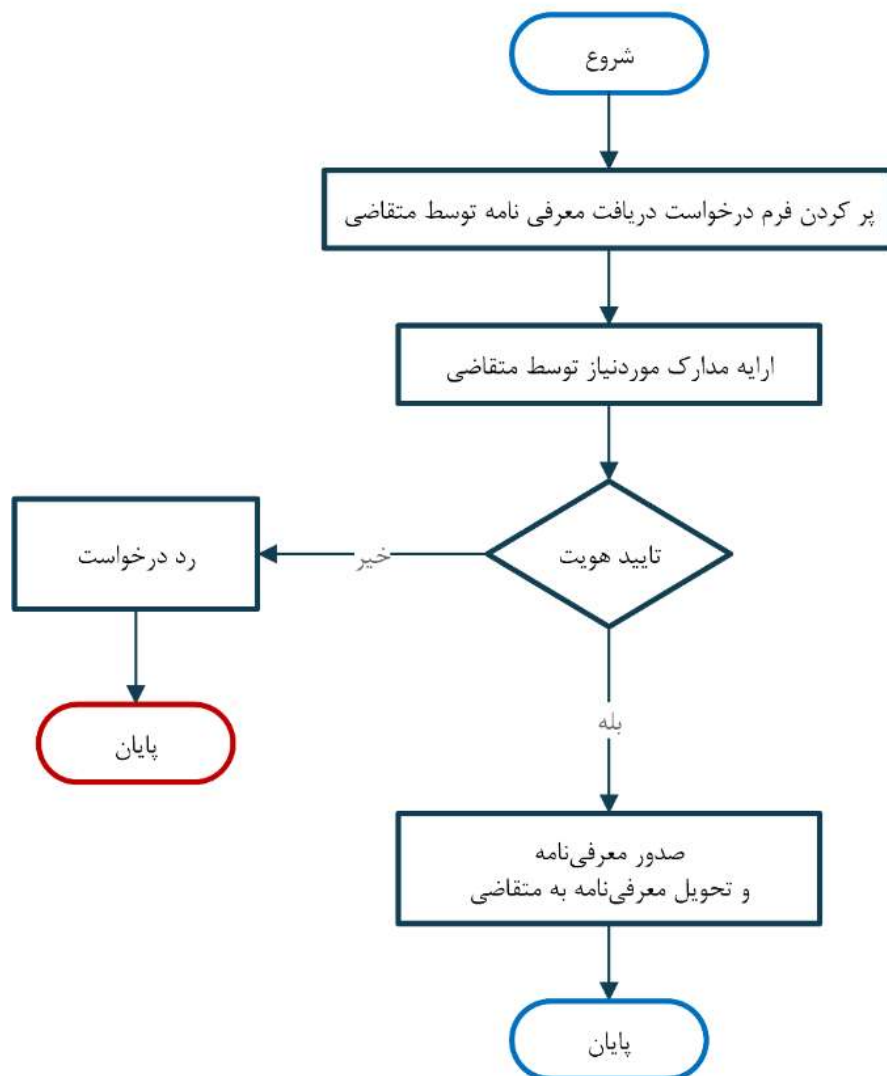 شروع
پر کردن فرم درخواست دریافت معرفی نامه توسط متقاضی
ارایه مدارک موردنیاز توسط متقاضی
تایید هویت
خیر
رد درخواست
پایان
بله
صدور معرفی‌نامه
و تحویل معرفی‌نامه به متقاضی
پایان